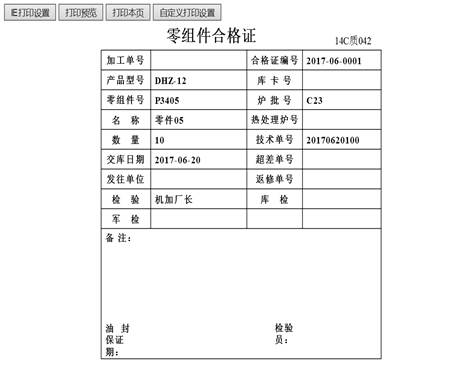 IE打印设置 打印预览 打印本页 自定义打印设置
零组件合格证
14C质042
加工单号 合格证编号 2017-06-0001
产品型号 DHZ-12 库 卡 号
零组件号 P3405 炉 批 号 C23
名 称 零件05 热处理炉号
数 量 10 技术单号 20170620100
交库日期 2017-06-20 超差单号
发往单位 返修单号
检 验 机加厂长 库 检
军 检
备 注:
油 封 检验
保证 员:
期: